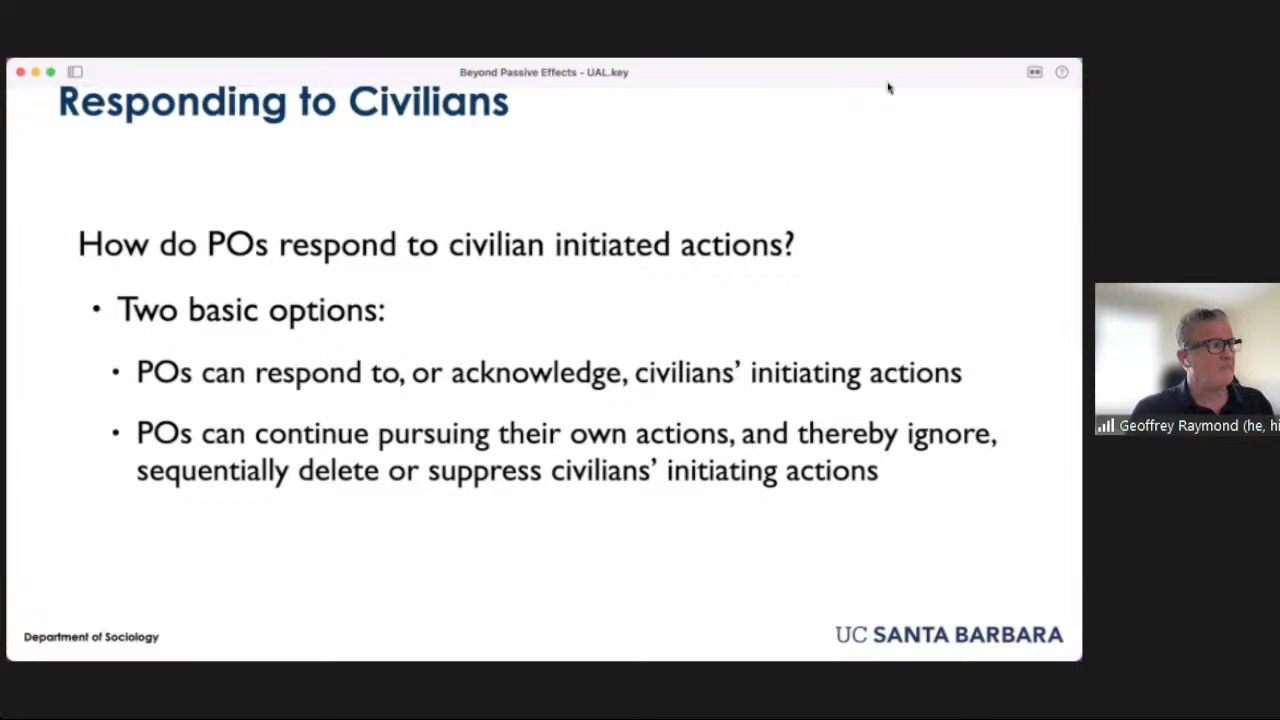 Beyond Passive Effects - UAL.key
Responding to Civilians
How do POs respond to civilian initiated actions?
• Two basic options:
• POs can respond to, or acknowledge, civilians’ initiating actions
• POs can continue pursuing their own actions, and thereby ignore,
sequentially delete or suppress civilians’ initiating actions
Geoffrey Raymond (he, hi
Department of Sociology
UC SANTA BARBARA